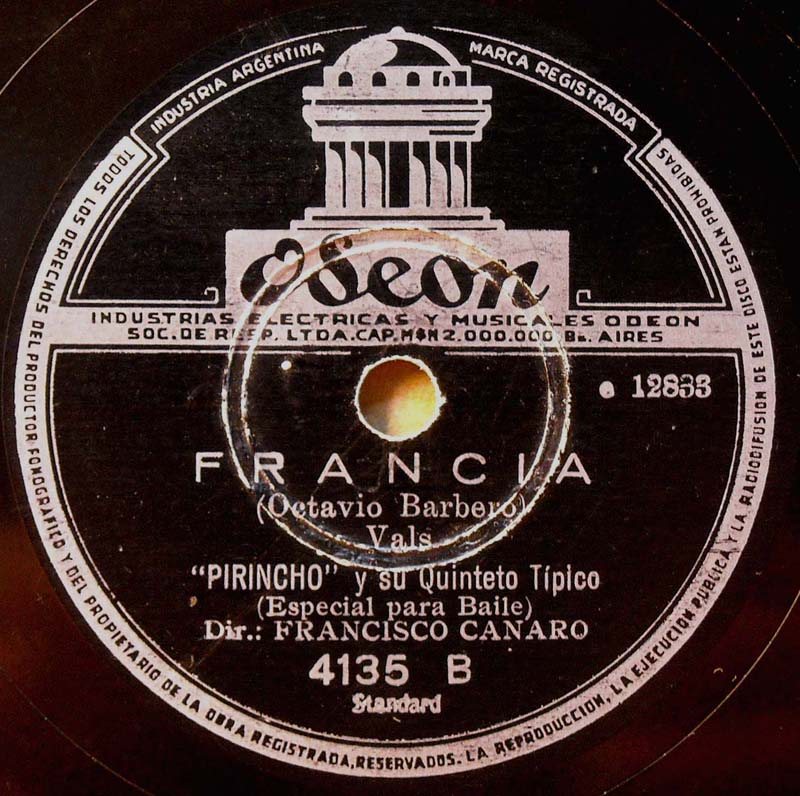 INDUSTRIA ARGENTINA
MARCA REGISTRADA
Odeon
INDUSTRIAS ELECTRICAS Y MUSICALES ODEON
SOC. DE RESP. LTDA. CAP. M$N 2.000.000 Bs. AIRES
e 12883
FRANCIA
(Octavio Barbero)
Vals
"PIRINCHO" y su Quinteto Típico
(Especial para Baile)
Dir.: FRANCISCO CANARO
4135 B
Standard
TODOS LOS DERECHOS DEL PRODUCTOR FONOGRAFICO Y DEL PROPIETARIO DE LA OBRA REGISTRADA, RESERVADOS. LA REPRODUCCION, LA EJECUCION PUBLICA Y LA RADIODIFUSION DE ESTE DISCO ESTAN PROHIBIDAS